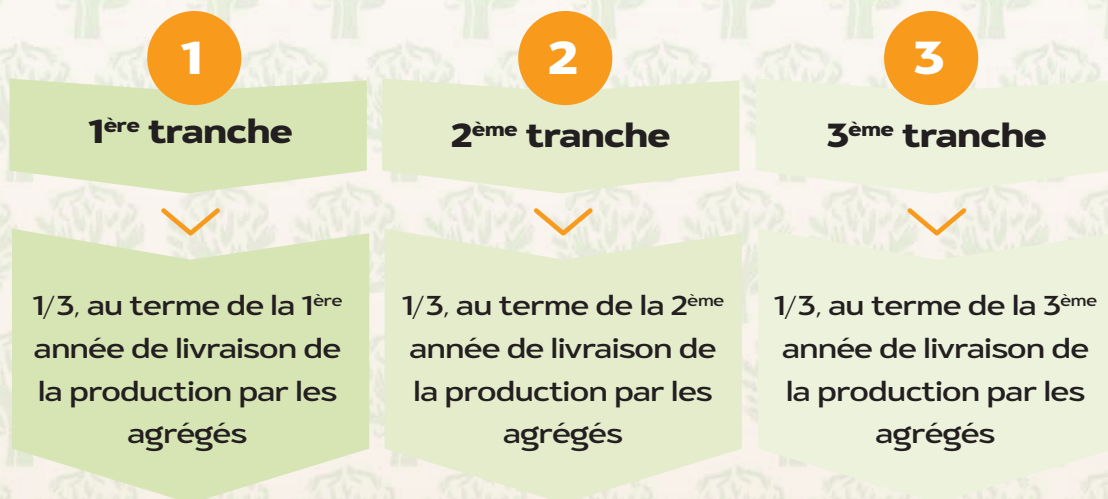 1
1ère tranche
1/3, au terme de la 1ère
année de livraison de
la production par les
agrégés
2
2ème tranche
1/3, au terme de la 2ème
année de livraison de
la production par les
agrégés
3
3ème tranche
1/3, au terme de la 3ème
année de livraison de
la production par les
agrégés